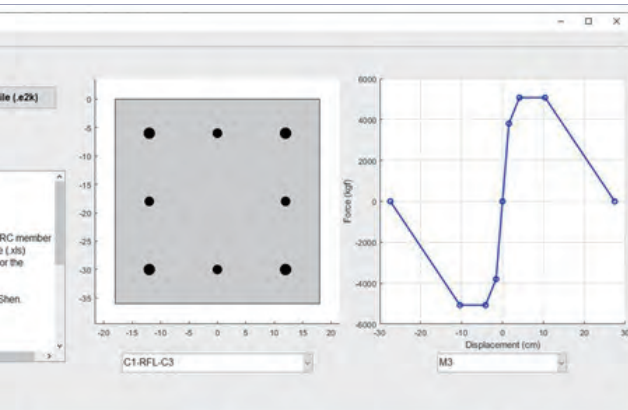 ile (.e2k)
RC member
e (.xls)
or the
Shen.
0
-5
-10
-15
-20
-25
-30
-35
-20 -15 -10 -5 0 5 10 15 20
C1-RFL-C3
6000
4000
2000
0
-2000
-4000
-6000
Force (kgf)
-30 -20 -10 0 10 20 30
Displacement (cm)
M3